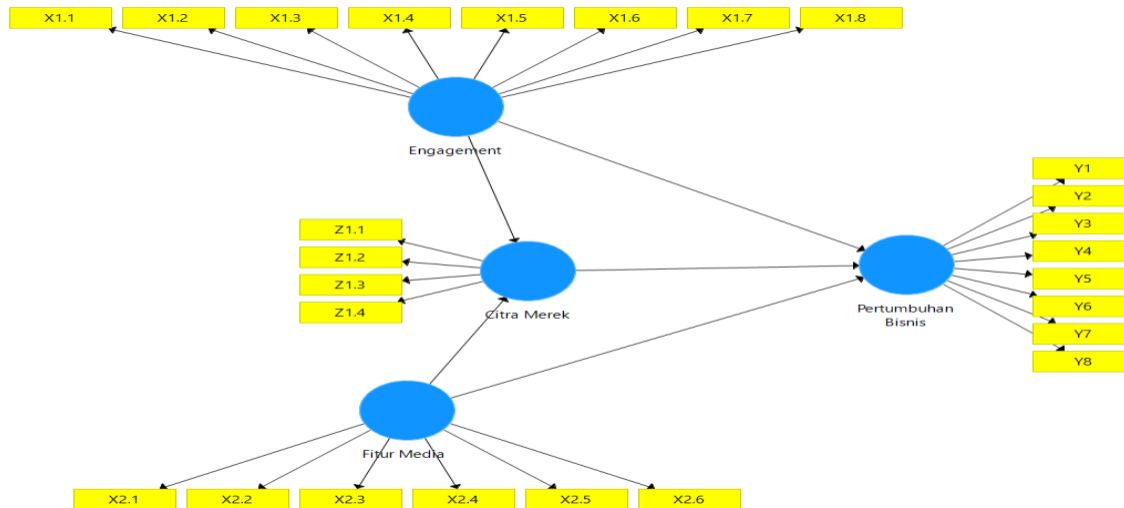 X1.1
X1.2
X1.3
X1.4
X1.5
X1.6
X1.7
X1.8
Engagement
Y1
Y2
Y3
Y4
Y5
Y6
Y7
Y8
Z1.1
Z1.2
Z1.3
Z1.4
Citra Merek
Pertumbuhan
Bisnis
Fitur Media
X2.1
X2.2
X2.3
X2.4
X2.5
X2.6